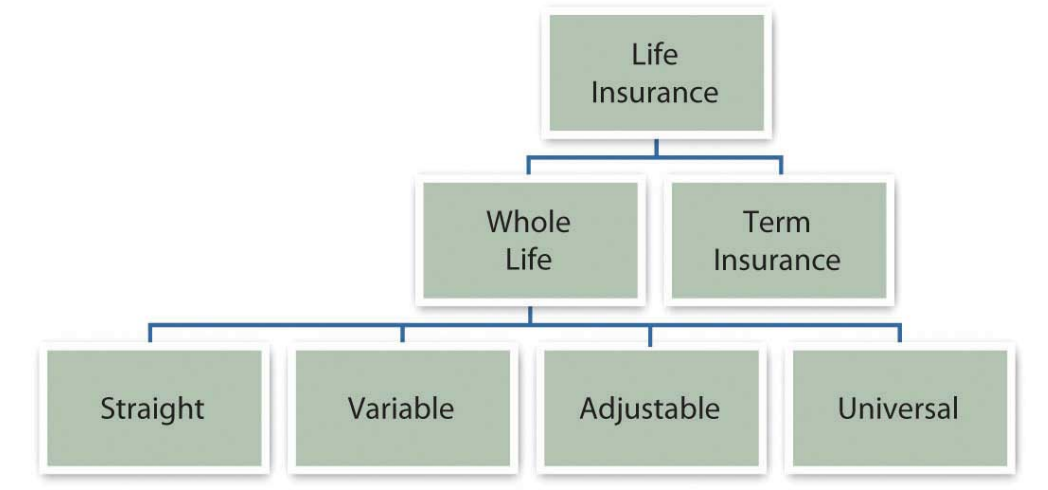 Life
Insurance
Whole
Life
Term
Insurance
Straight
Variable
Adjustable
Universal